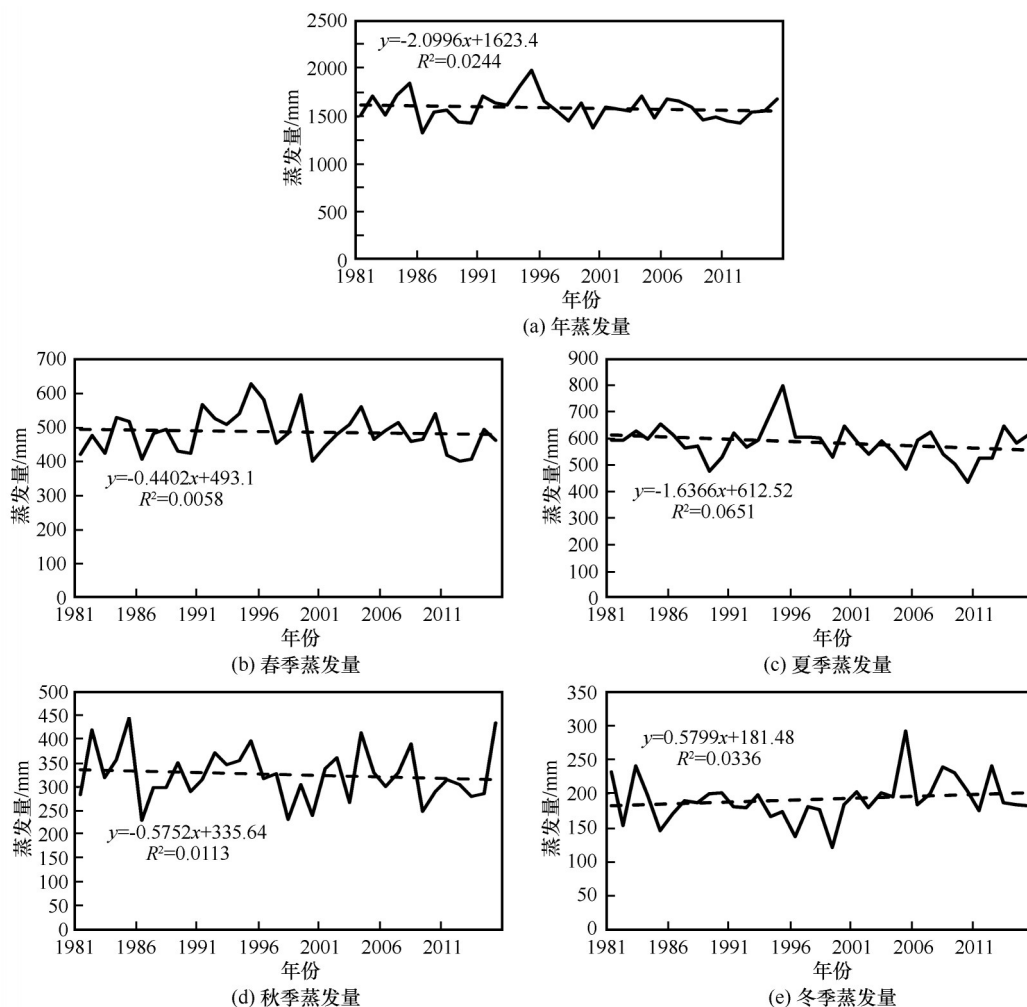 2500
2000
1500
1000
500
0
蒸发量/mm
y=-2.0996x+1623.4
R²=0.0244
1981 1986 1991 1996 2001 2006 2011
年份
(a) 年蒸发量
700
600
500
400
300
200
100
0
蒸发量/mm
y=-0.4402x+493.1
R²=0.0058
1981 1986 1991 1996 2001 2006 2011
年份
(b) 春季蒸发量
900
800
700
600
500
400
300
200
100
0
蒸发量/mm
y=-1.6366x+612.52
R²=0.0651
1981 1986 1991 1996 2001 2006 2011
年份
(c) 夏季蒸发量
500
450
400
350
300
250
200
150
100
50
0
蒸发量/mm
y=-0.5752x+335.64
R²=0.0113
1981 1986 1991 1996 2001 2006 2011
年份
(d) 秋季蒸发量
350
300
250
200
150
100
50
0
蒸发量/mm
y=0.5799x+181.48
R²=0.0336
1981 1986 1991 1996 2001 2006 2011
年份
(e) 冬季蒸发量